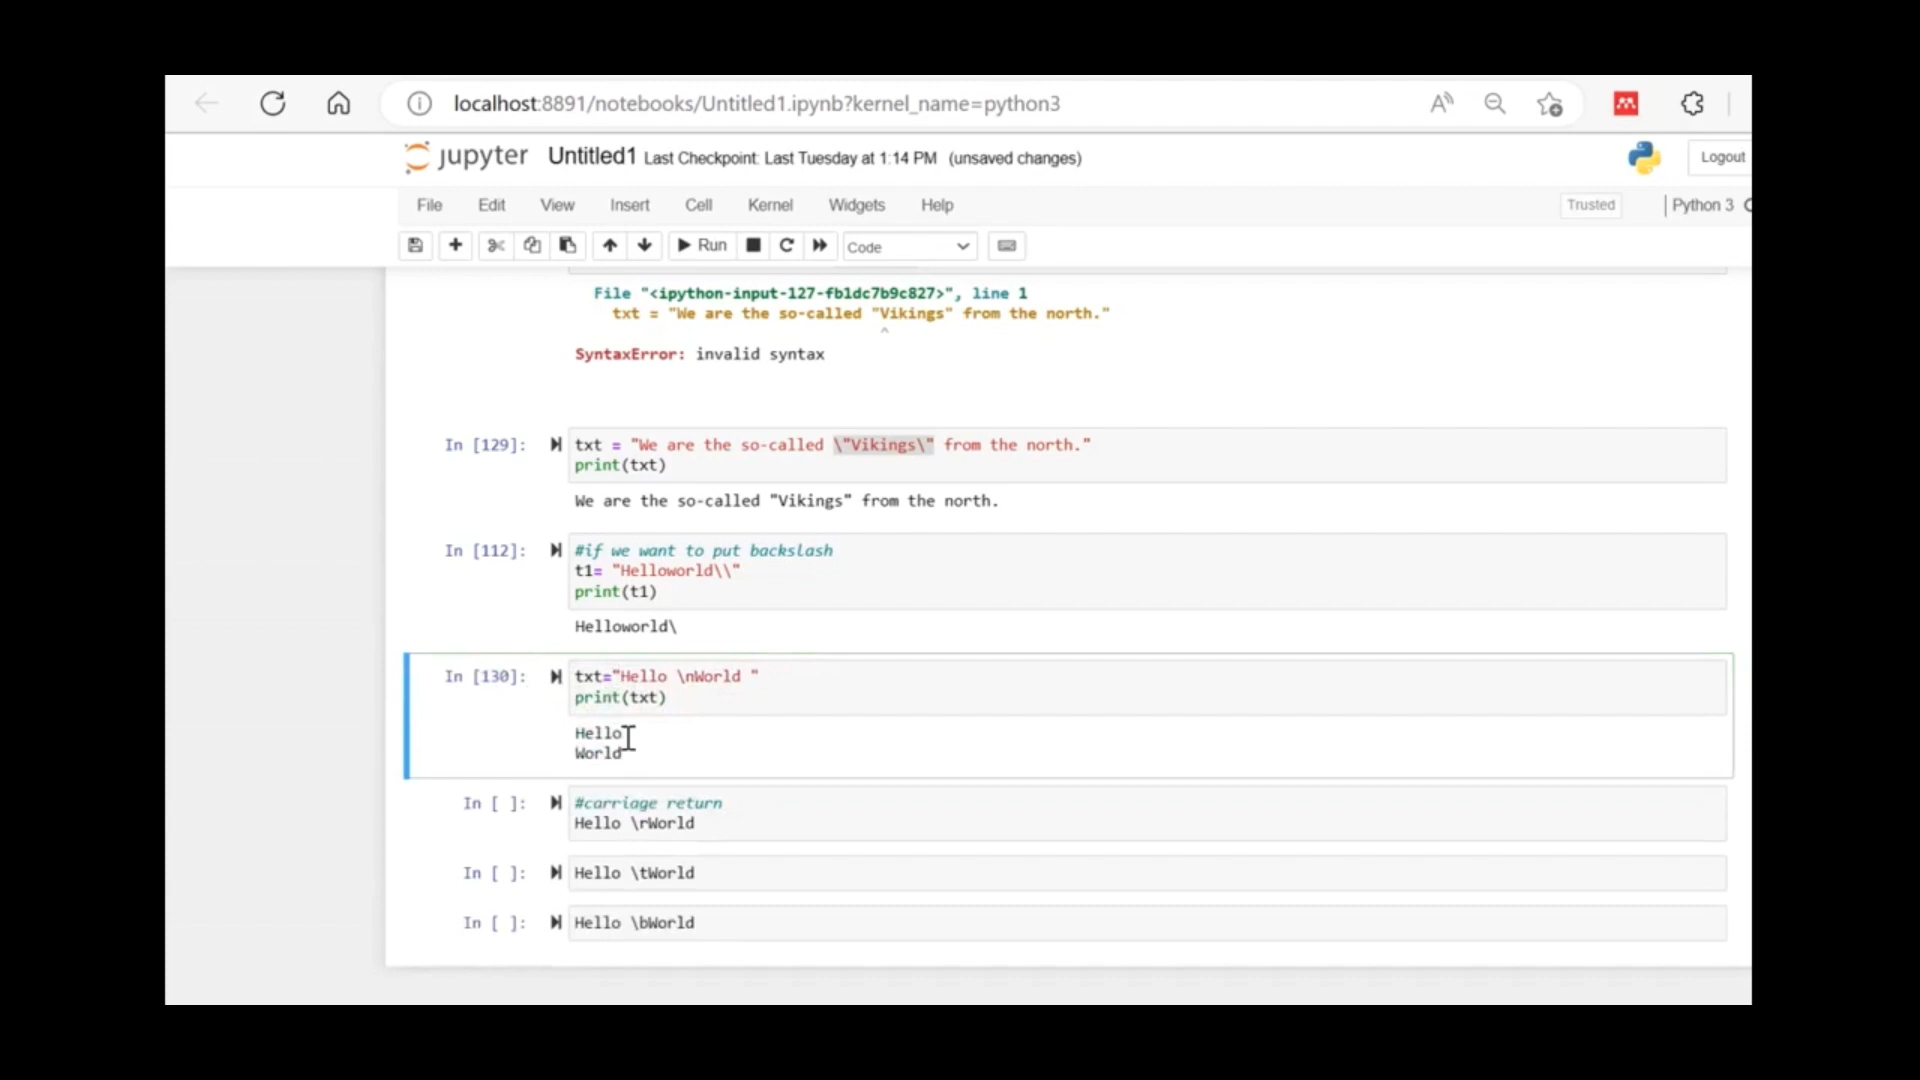 localhost:8891/notebooks/Untitled1.ipynb?kernel_name=python3
jupyter Untitled1 Last Checkpoint: Last Tuesday at 1:14 PM (unsaved changes)
Logout
File Edit View Insert Cell Kernel Widgets Help
Trusted Python 3
Run Code
File "<ipython-input-127-fb1dc7b9c827>", line 1
txt = "We are the so-called "Vikings" from the north."
^
SyntaxError: invalid syntax
In [129]: txt = "We are the so-called \"Vikings\" from the north."
print(txt)
We are the so-called "Vikings" from the north.
In [112]: #if we want to put backslash
t1= "Helloworld\\"
print(t1)
Helloworld\
In [130]: txt="Hello \nWorld "
print(txt)
Hello
World
In [ ]: #carriage return
Hello \rWorld
In [ ]: Hello \tWorld
In [ ]: Hello \bWorld